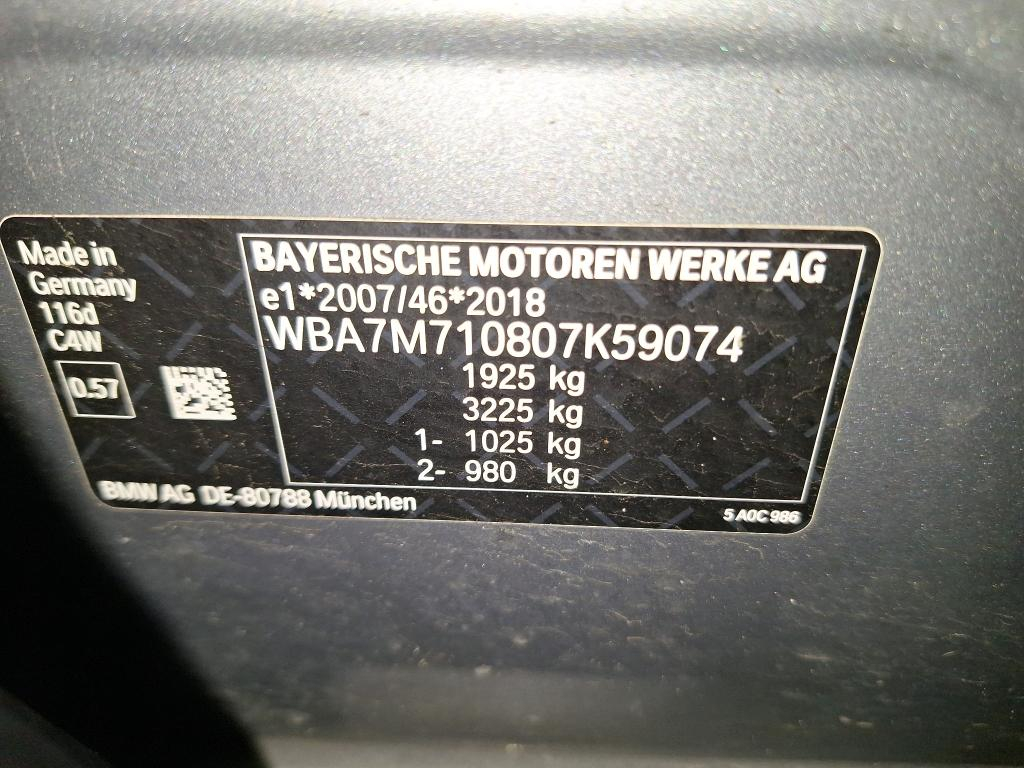 Made in
Germany
116d
C4W
0.57
BAYERISCHE MOTOREN WERKE AG
e1*2007/46*2018
WBA7M710807K59074
1925 kg
3225 kg
1- 1025 kg
2- 980 kg
BMW AG DE-80788 München
5 A0C 986